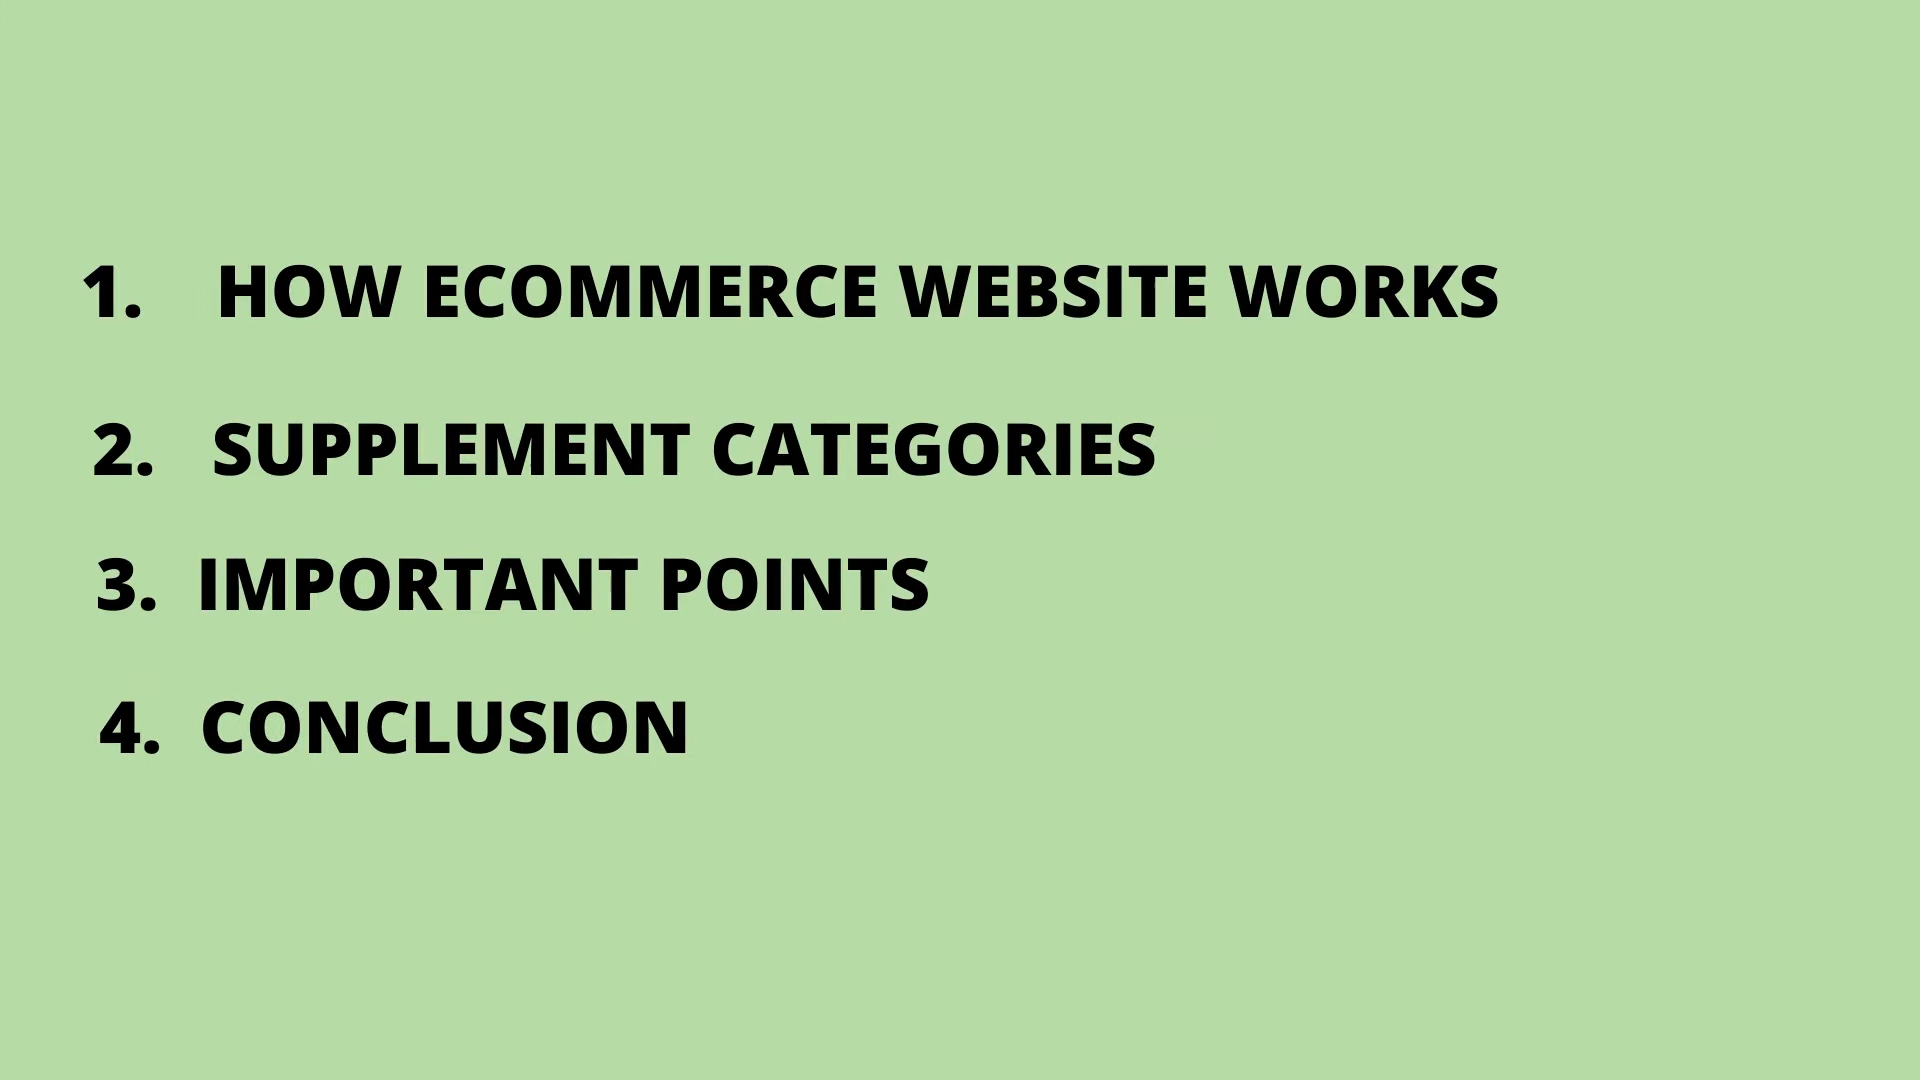 1. HOW ECOMMERCE WEBSITE WORKS
2. SUPPLEMENT CATEGORIES
3. IMPORTANT POINTS
4. CONCLUSION